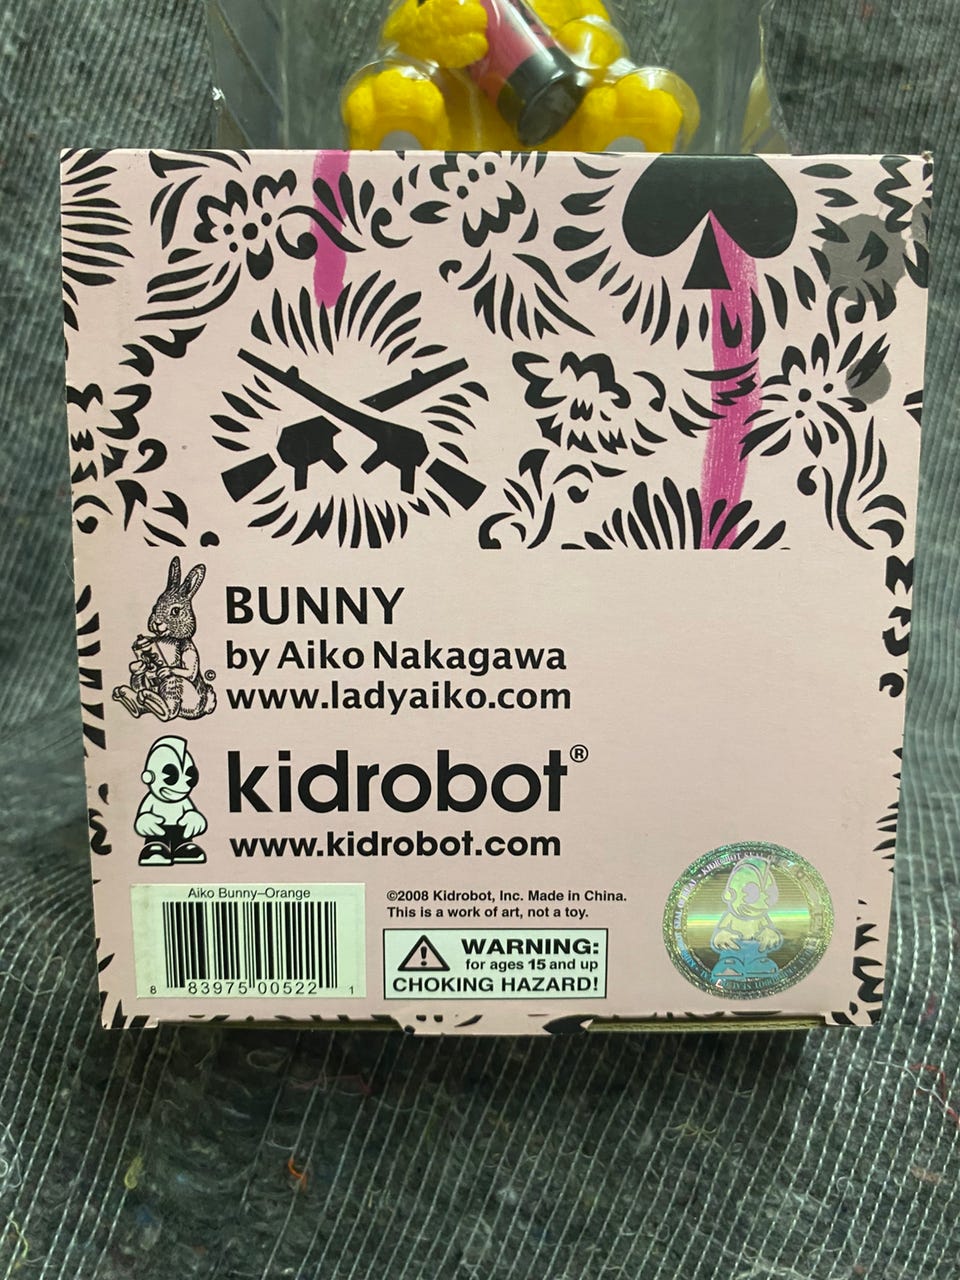 BUNNY
©
by Aiko Nakagawa
www.ladyaiko.com
kidrobot®
www.kidrobot.com
Aiko Bunny–Orange
8 83975 00522 1
©2008 Kidrobot, Inc. Made in China.
This is a work of art, not a toy.
WARNING:
for ages 15 and up
CHOKING HAZARD!